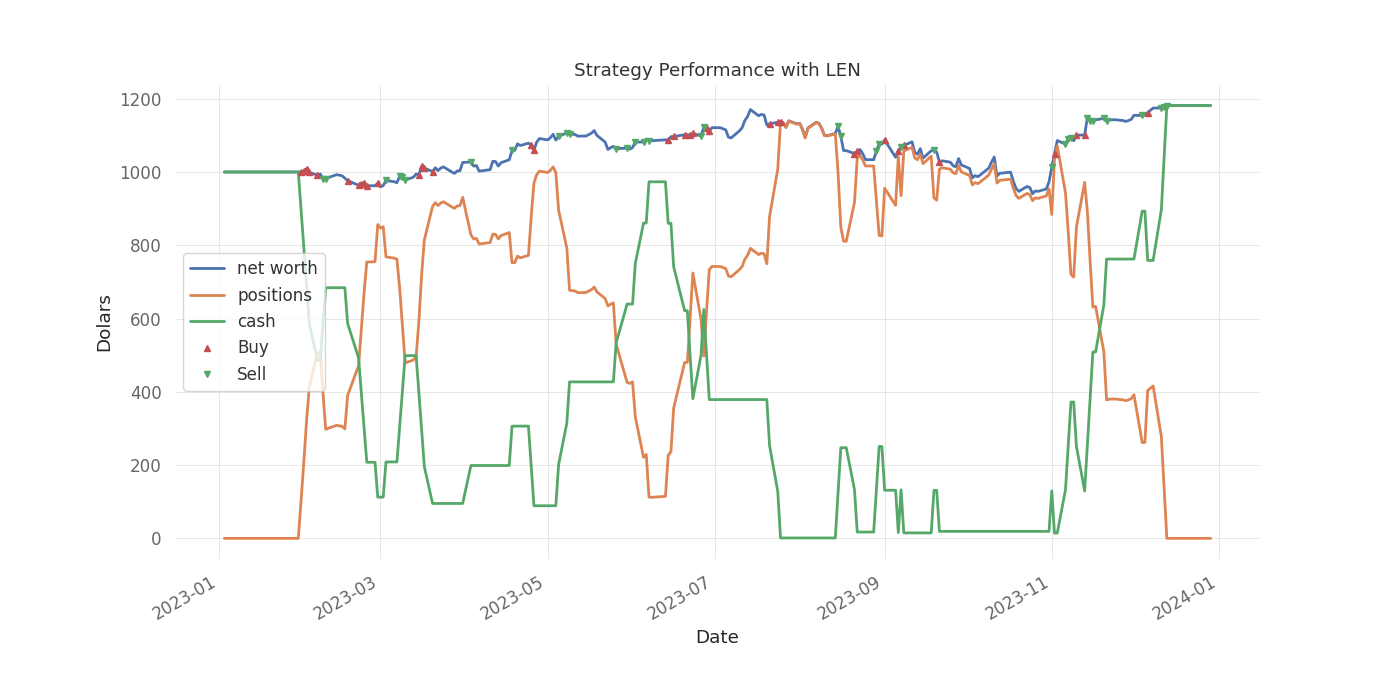 Strategy Performance with LEN
Dolars
1200
1000
800
600
400
200
0
net worth
positions
cash
Buy
Sell
2023-01
2023-03
2023-05
2023-07
2023-09
2023-11
2024-01
Date